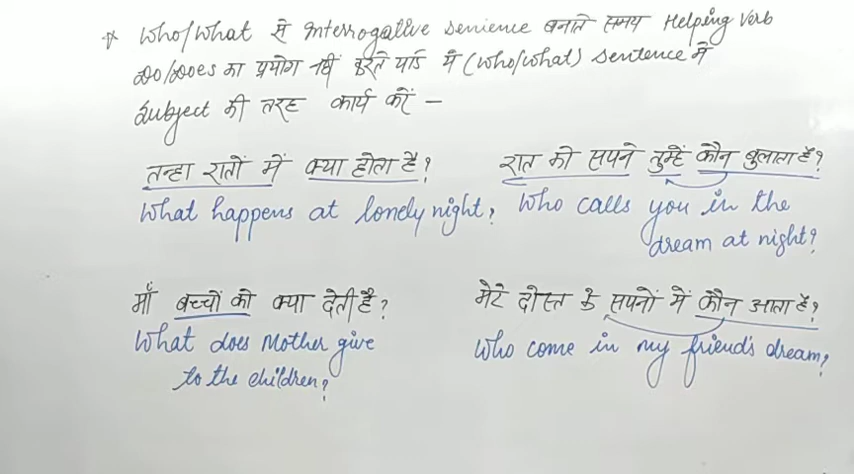 * Who/What से Interrogative Sentence बनाते समय Helping Verb
Do/Does का प्रयोग नहीं करते यदि ये (Who/What) Sentence में
Subject की तरह कार्य करें –
तन्हा रातों में क्या होता है?
What happens at lonely night?
रात को सपने तुम्हें कौन बुलाता है?
Who calls you in the
dream at night?
माँ बच्चों को क्या देती है?
What does Mother give
to the children?
मेरे दोस्त के सपनों में कौन आता है?
Who come in my friend's dream?